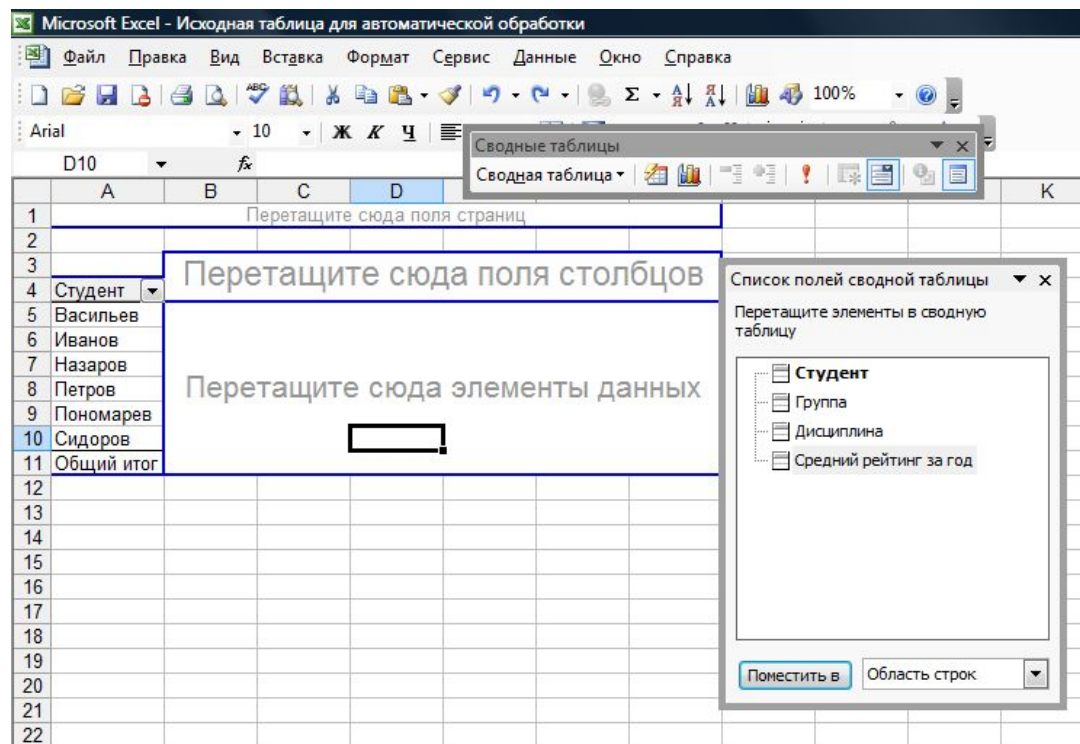 Microsoft Excel - Исходная таблица для автоматической обработки
Файл Правка Вид Вставка Формат Сервис Данные Окно Справка
100%
Arial 10 Ж К Ч
Сводные таблицы
D10 fx
Сводная таблица
A B C D K
1 Перетащите сюда поля страниц
2
3
Перетащите сюда поля столбцов
4 Студент
5 Васильев
6 Иванов
7 Назаров
8 Петров
Перетащите сюда элементы данных
9 Пономарев
10 Сидоров
11 Общий итог
12
13
14
15
16
17
18
19
20
21
22
Список полей сводной таблицы
Перетащите элементы в сводную
таблицу
Студент
Группа
Дисциплина
Средний рейтинг за год
Поместить в Область строк